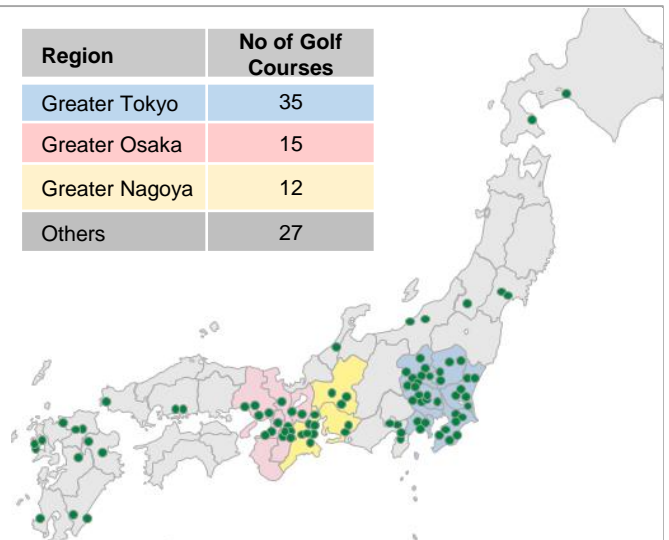 Region No of Golf Courses
Greater Tokyo 35
Greater Osaka 15
Greater Nagoya 12
Others 27